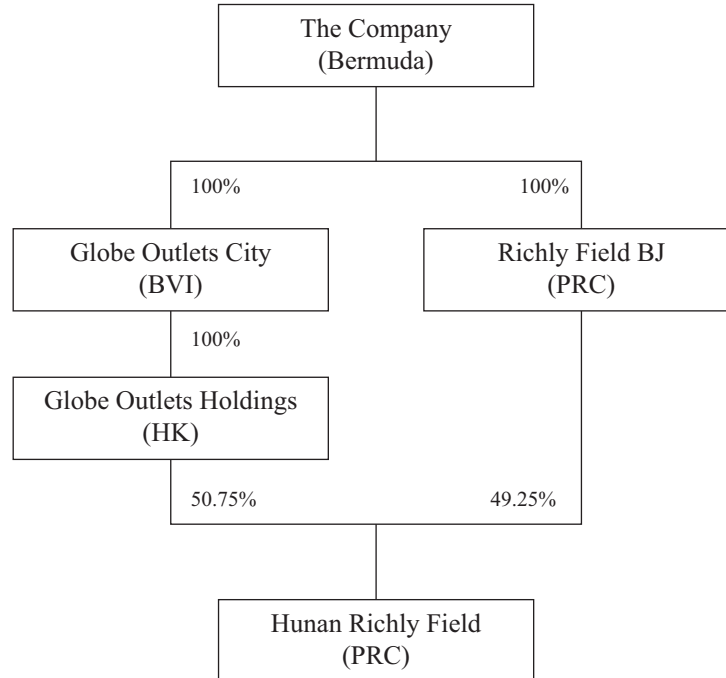 The Company
(Bermuda)
100%
100%
Globe Outlets City
(BVI)
Richly Field BJ
(PRC)
100%
Globe Outlets Holdings
(HK)
50.75%
49.25%
Hunan Richly Field
(PRC)